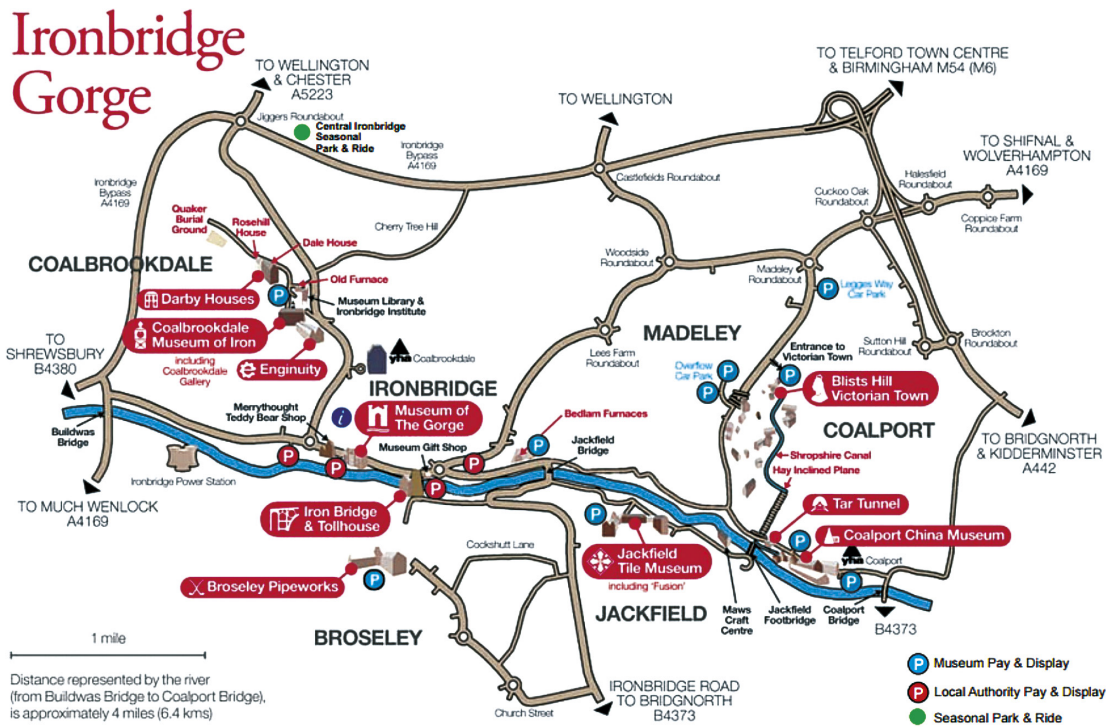 Ironbridge
Gorge
TO WELLINGTON
& CHESTER
A5223
TO WELLINGTON
TO TELFORD TOWN CENTRE
& BIRMINGHAM M54 (M6)
Jiggers Roundabout
Central Ironbridge
Seasonal
Park & Ride
Ironbridge
Bypass
A4169
Castlefields Roundabout
TO SHIFNAL &
WOLVERHAMPTON
A4169
Halesfield
Roundabout
Cuckoo Oak
Roundabout
Coppice Farm
Roundabout
Ironbridge
Bypass
A4169
Quaker
Burial
Ground
Rosehill
House
Dale House
Cherry Tree Hill
Woodside
Roundabout
Madeley
Roundabout
COALBROOKDALE
Old Furnace
Darby Houses
P
Museum Library &
Ironbridge Institute
P
Legges Way
Car Park
MADELEY
Coalbrookdale
Museum of Iron
including
Coalbrookdale
Gallery
Enginuity
TO
SHREWSBURY
B4380
yha Coalbrookdale
Lees Farm
Roundabout
Sutton Hill
Roundabout
Brockton
Roundabout
Entrance to
Victorian Town
Overflow
Car Park
P
P
P
IRONBRIDGE
Blists Hill
Victorian Town
Merrythought
Teddy Bear Shop
i
Museum of
The Gorge
Bedlam Furnaces
COALPORT
Buildwas
Bridge
Museum Gift Shop
P
Jackfield
Bridge
TO BRIDGNORTH
& KIDDERMINSTER
A442
Shropshire Canal
Hay Inclined Plane
P
P
P
P
Ironbridge Power Station
TO MUCH WENLOCK
A4169
Iron Bridge
& Tollhouse
P
Tar Tunnel
P
Coalport China Museum
yha Coalport
P
Cockshutt Lane
Jackfield
Tile Museum
including 'Fusion'
Broseley Pipeworks
P
JACKFIELD
Maws
Craft
Centre
Jackfield
Footbridge
Coalport
Bridge
B4373
BROSELEY
1 mile
Distance represented by the river
(from Buildwas Bridge to Coalport Bridge),
is approximately 4 miles (6.4 kms)
Church Street
IRONBRIDGE ROAD
TO BRIDGNORTH
B4373
P Museum Pay & Display
P Local Authority Pay & Display
Seasonal Park & Ride